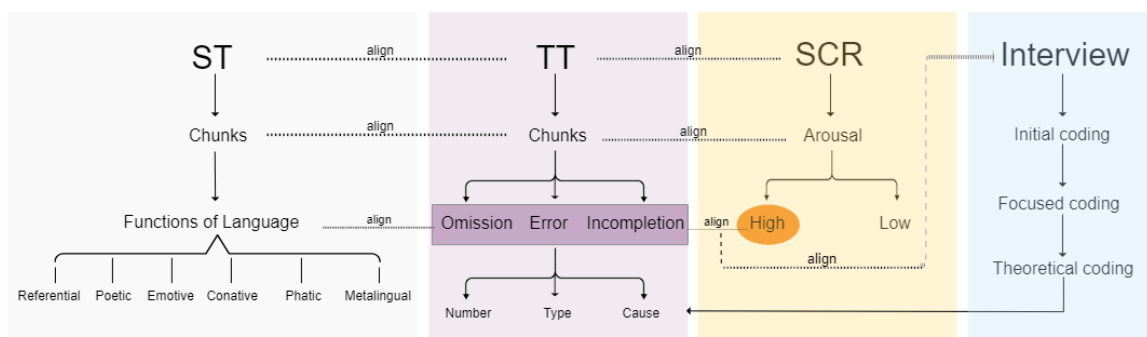 ST
align
TT
align
SCR
Interview
Chunks
align
Chunks
align
Arousal
Initial coding
Focused coding
Functions of Language
align
Omission
Error
Incompletion
align
High
Low
align
Theoretical coding
Referential
Poetic
Emotive
Conative
Phatic
Metalingual
Number
Type
Cause